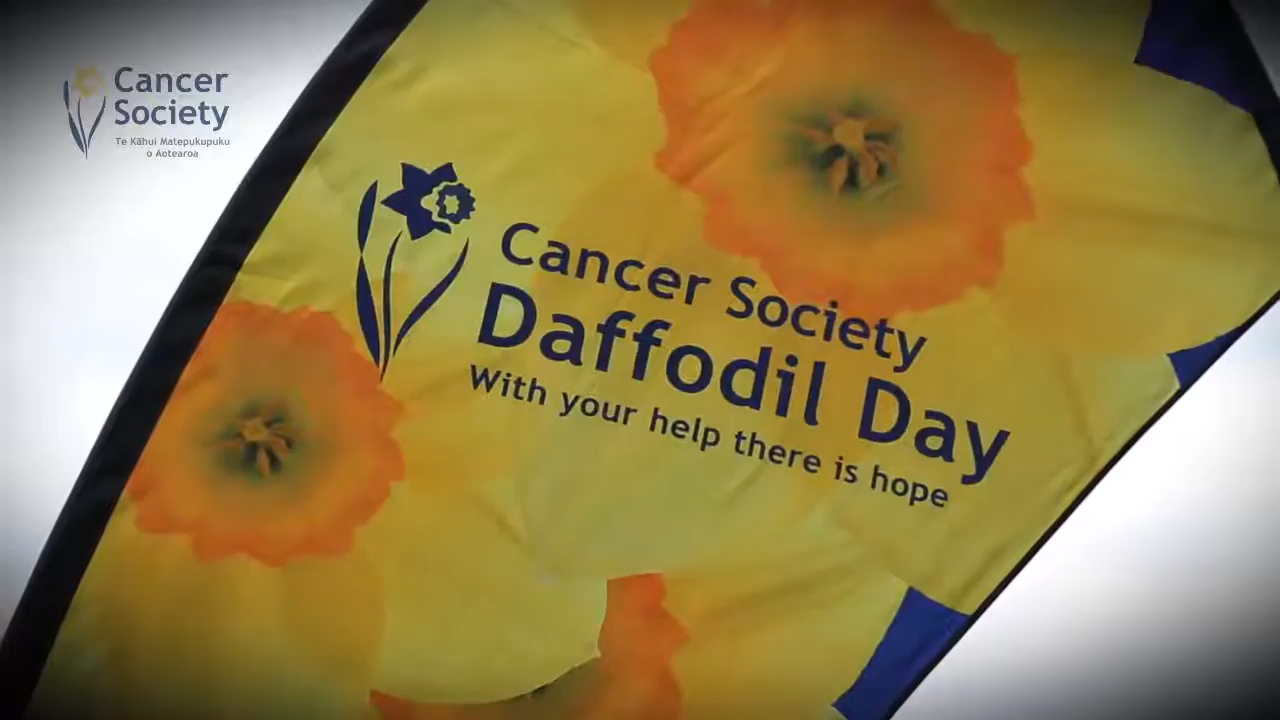 Cancer
Society
Te Kāhui Matepukupuku
o Aotearoa
Cancer Society
Daffodil Day
With your help there is hope